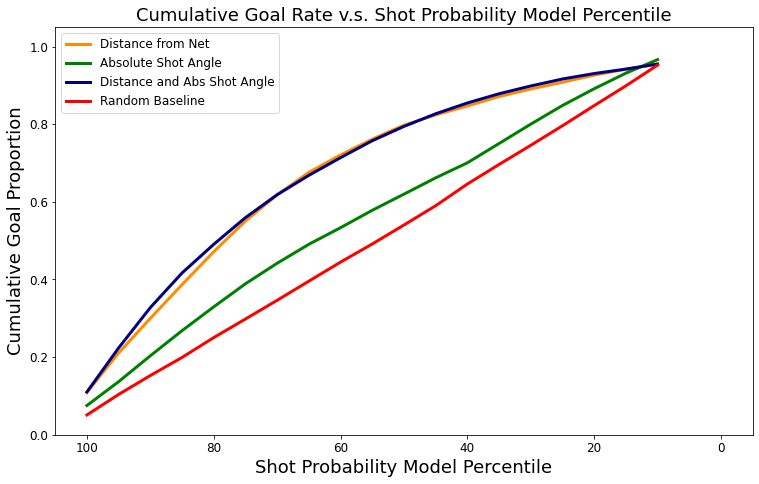 Cumulative Goal Rate v.s. Shot Probability Model Percentile
Distance from Net
Absolute Shot Angle
Distance and Abs Shot Angle
Random Baseline
Cumulative Goal Proportion
1.0
0.8
0.6
0.4
0.2
0.0
100 80 60 40 20 0
Shot Probability Model Percentile